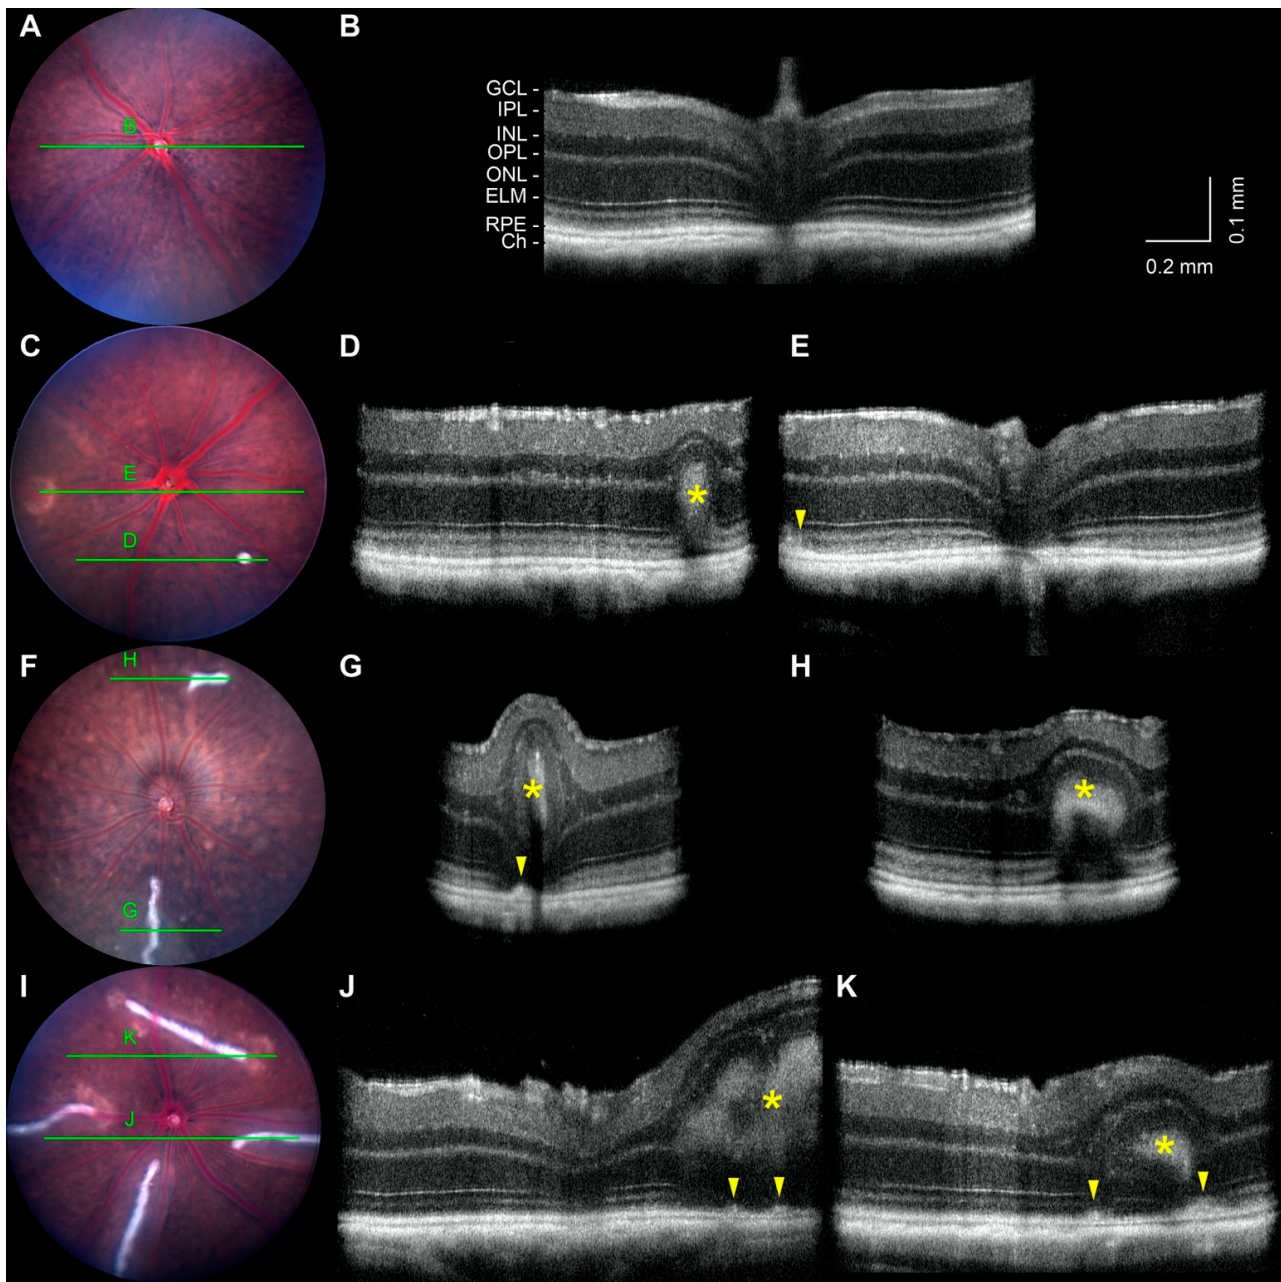 A
B
B
GCL -
IPL -
INL -
OPL -
ONL -
ELM -
RPE -
Ch -
0.1 mm
0.2 mm
C
D
E
E
D
*
F
G
H
H
G
*
*
I
J
K
K
J
*
*